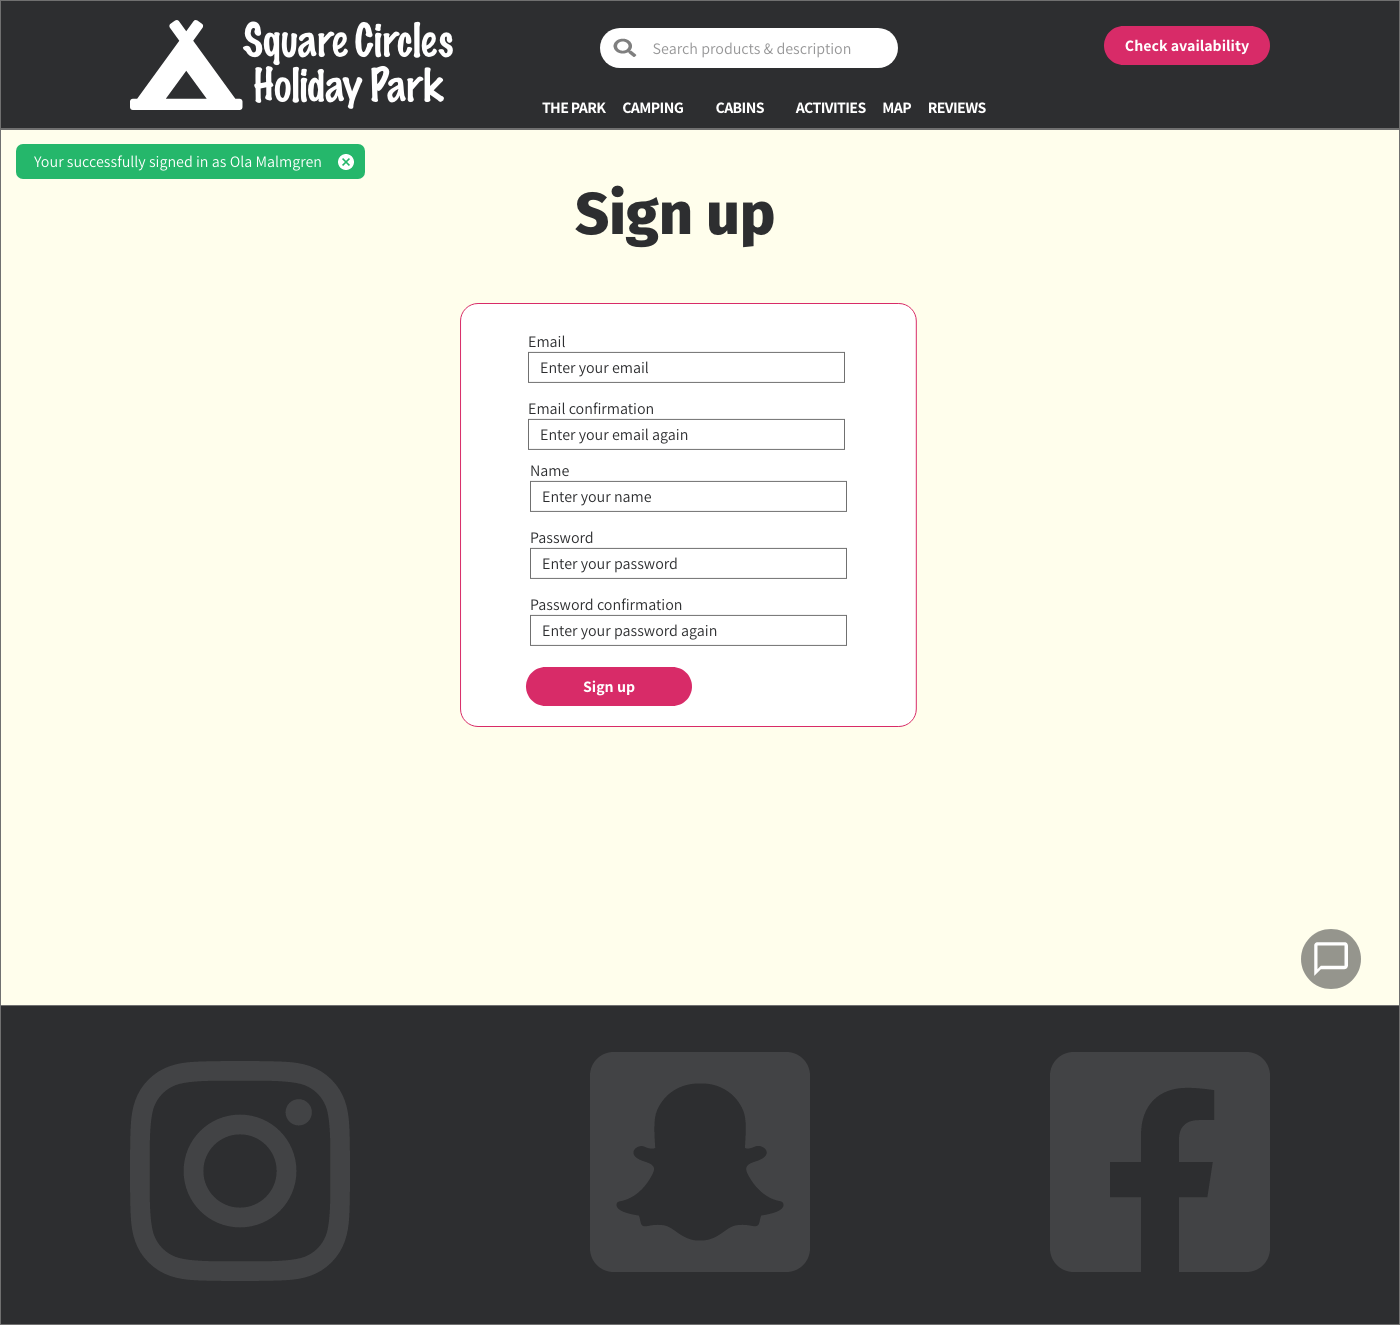 Square Circles
Holiday Park
Search products & description
Check availability
THE PARK CAMPING CABINS ACTIVITIES MAP REVIEWS
Your successfully signed in as Ola Malmgren
Sign up
Email
Enter your email
Email confirmation
Enter your email again
Name
Enter your name
Password
Enter your password
Password confirmation
Enter your password again
Sign up